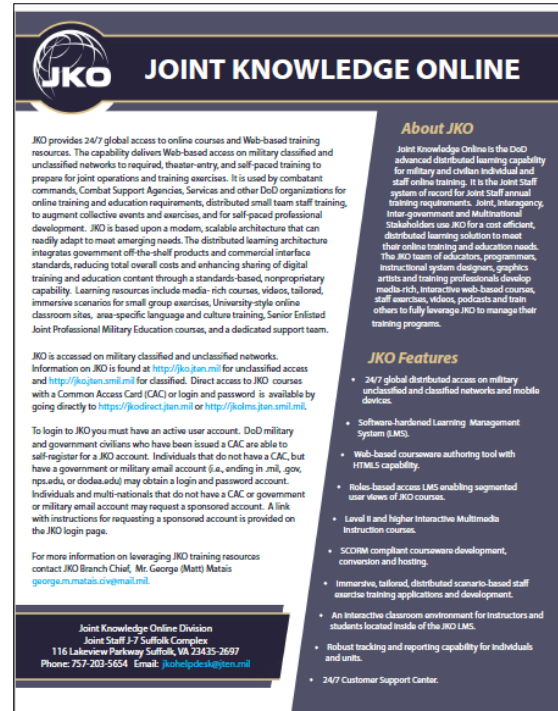 JKO
JOINT KNOWLEDGE ONLINE
JKO provides 24/7 global access to online courses and Web-based training
resources. The capability delivers Web-based access on military classified and
unclassified networks to required, theater-entry, and self-paced training to
prepare for joint operations and training exercises. It is used by combatant
commands, Combat Support Agencies, Services and other DoD organizations for
online training and education requirements, distributed small team staff training,
to augment collective events and exercises, and for self-paced professional
development. JKO is based upon a modern, scalable architecture that can
readily adapt to meet emerging needs. The distributed learning architecture
integrates government off-the-shelf products and commercial interface
standards, reducing total overall costs and enhancing sharing of digital
training and education content through a standards-based, nonproprietary
capability. Learning resources include media- rich courses, videos, tailored,
immersive scenarios for small group exercises, University-style online
classroom sites, area-specific language and culture training, Senior Enlisted
Joint Professional Military Education courses, and a dedicated support team.
JKO is accessed on military classified and unclassified networks.
Information on JKO is found at http://jko.jten.mil for unclassified access
and http://jko.jten.smil.mil for classified. Direct access to JKO courses
with a Common Access Card (CAC) or login and password is available by
going directly to https://jkodirect.jten.mil or http://jkolms.jten.smil.mil.
To login to JKO you must have an active user account. DoD military
and government civilians who have been issued a CAC are able to
self-register for a JKO account. Individuals that do not have a CAC, but
have a government or military email account (i.e., ending in .mil, .gov,
nps.edu, or dodea.edu) may obtain a login and password account.
Individuals and multi-nationals that do not have a CAC or government
or military email account may request a sponsored account. A link
with instructions for requesting a sponsored account is provided on
the JKO login page.
For more information on leveraging JKO training resources
contact JKO Branch Chief, Mr. George (Matt) Matais
george.m.matais.civ@mail.mil.
Joint Knowledge Online Division
Joint Staff J-7 Suffolk Complex
116 Lakeview Parkway Suffolk, VA 23435-2697
Phone: 757-203-5654 Email: jkohelpdesk@jten.mil
About JKO
Joint Knowledge Online is the DoD
advanced distributed learning capability
for military and civilian individual and
staff online training. It is the Joint Staff
system of record for Joint Staff annual
training requirements. Joint, Interagency,
Inter-government and Multinational
Stakeholders use JKO for a cost efficient,
distributed learning solution to meet
their online training and education needs.
The JKO team of educators, programmers,
instructional system designers, graphics
artists and training professionals develop
media-rich, interactive web-based courses,
staff exercises, videos, podcasts and train
others to fully leverage JKO to manage their
training programs.
JKO Features
• 24/7 global distributed access on military
unclassified and classified networks and mobile
devices.
• Software-hardened Learning Management
System (LMS).
• Web-based courseware authoring tool with
HTML5 capability.
• Roles-based access LMS enabling segmented
user views of JKO courses.
• Level II and higher Interactive Multimedia
Instruction courses.
• SCORM compliant courseware development,
conversion and hosting.
• Immersive, tailored, distributed scenario-based staff
exercise training applications and development.
• An interactive classroom environment for instructors and
students located inside of the JKO LMS.
• Robust tracking and reporting capability for individuals
and units.
• 24/7 Customer Support Center.